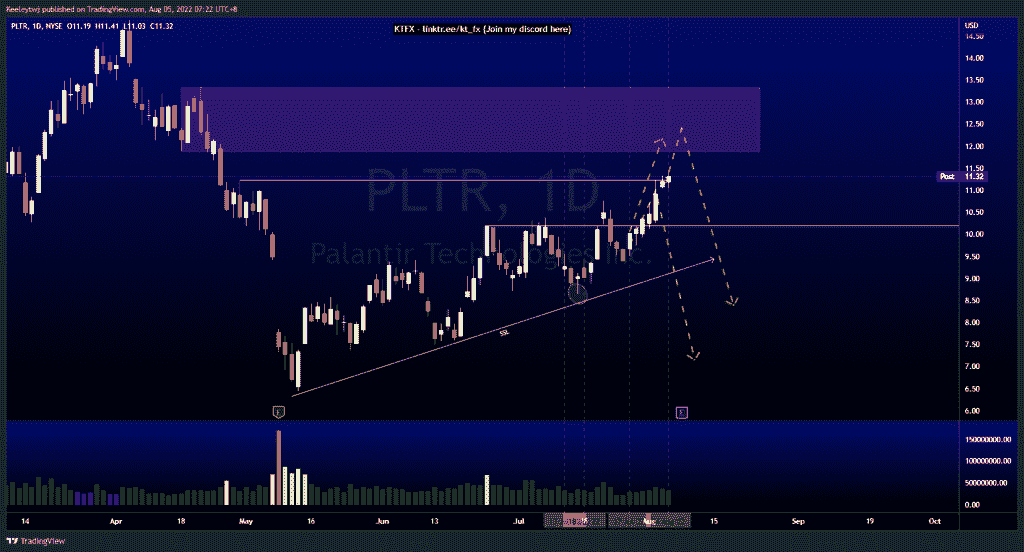 Keeleytwj published on TradingView.com, Aug 05, 2022 07:22 UTC+8
PLTR, 1D, NYSE O11.19 H11.41 L11.03 C11.32
KTFX - linktr.ee/kt_fx (Join my discord here)
USD
14.50
14.00
13.50
13.00
12.50
12.00
11.50
Post 11.32
11.00
10.50
10.00
9.50
9.00
8.50
8.00
7.50
7.00
6.50
6.00
PLTR, 1D
Palantir Technologies Inc.
SSL
E
E
150000000.00
100000000.00
50000000.00
0.00
14 Apr 18 May 16 Jun 13 Jul 18 Aug 15 Sep 19 Oct
TradingView